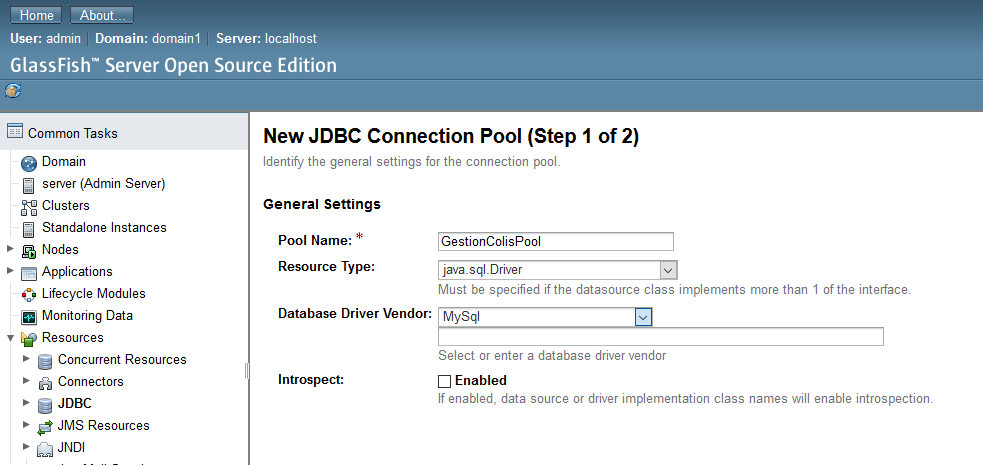 Home About...
User: admin Domain: domain1 Server: localhost
GlassFish™ Server Open Source Edition
Common Tasks
Domain
server (Admin Server)
Clusters
Standalone Instances
Nodes
Applications
Lifecycle Modules
Monitoring Data
Resources
Concurrent Resources
Connectors
JDBC
JMS Resources
JNDI
New JDBC Connection Pool (Step 1 of 2)
Identify the general settings for the connection pool.
General Settings
Pool Name: * GestionColisPool
Resource Type: java.sql.Driver
Must be specified if the datasource class implements more than 1 of the interface.
Database Driver Vendor: MySql
Select or enter a database driver vendor
Introspect: Enabled
If enabled, data source or driver implementation class names will enable introspection.